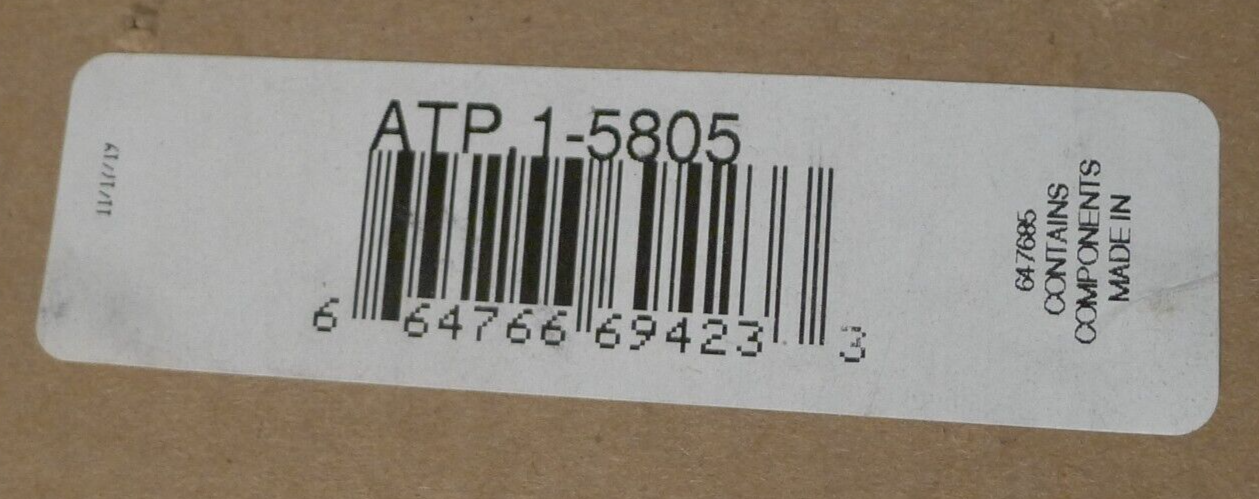 ATP,1-5805
6 64766 69423 3
647685
CONTAINS
COMPONENTS
MADE IN